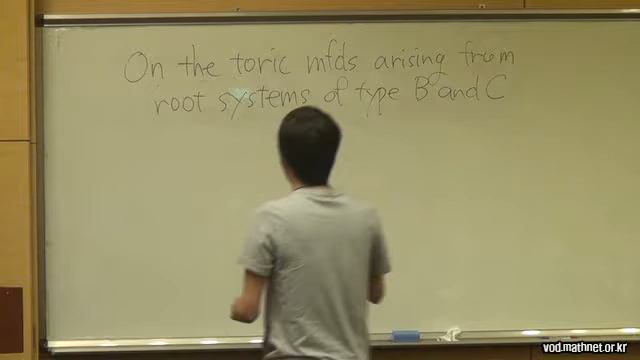 On the toric mfds arising from
root systems of type B and C
vod.mathnet.or.kr